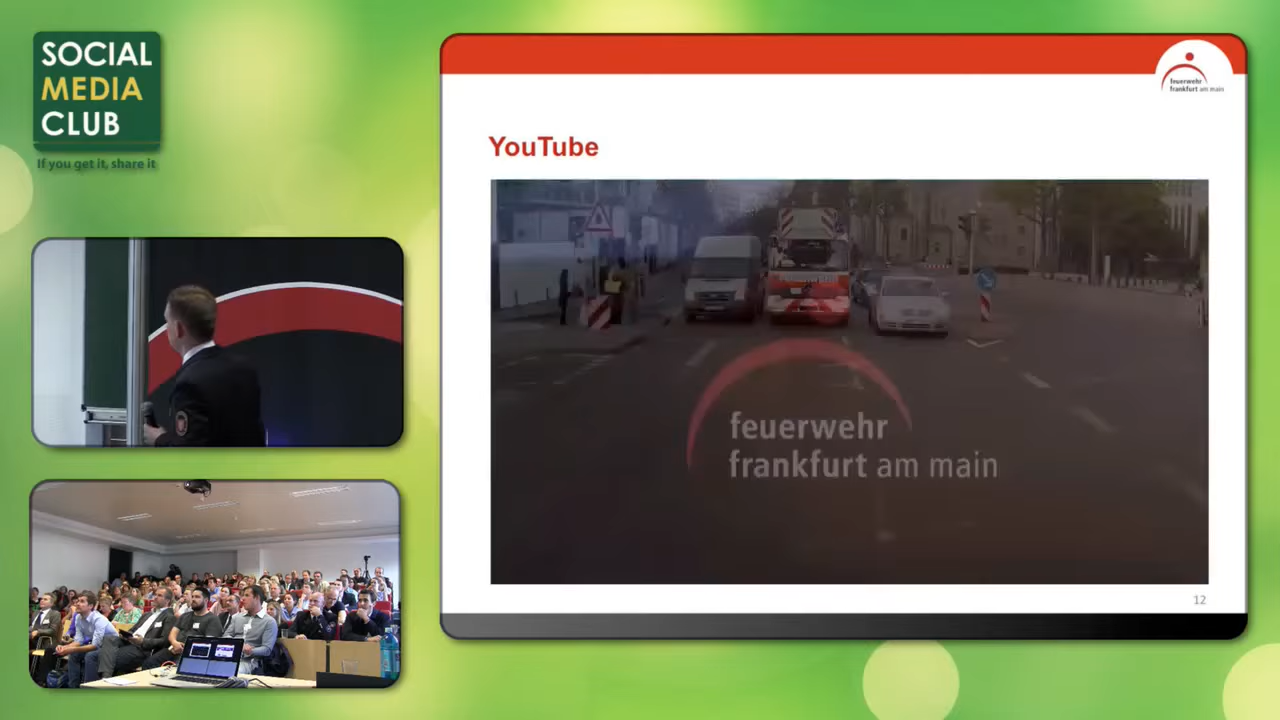 SOCIAL
MEDIA
CLUB
If you get it, share it
feuerwehr
frankfurt am main
YouTube
feuerwehr
frankfurt am main
12